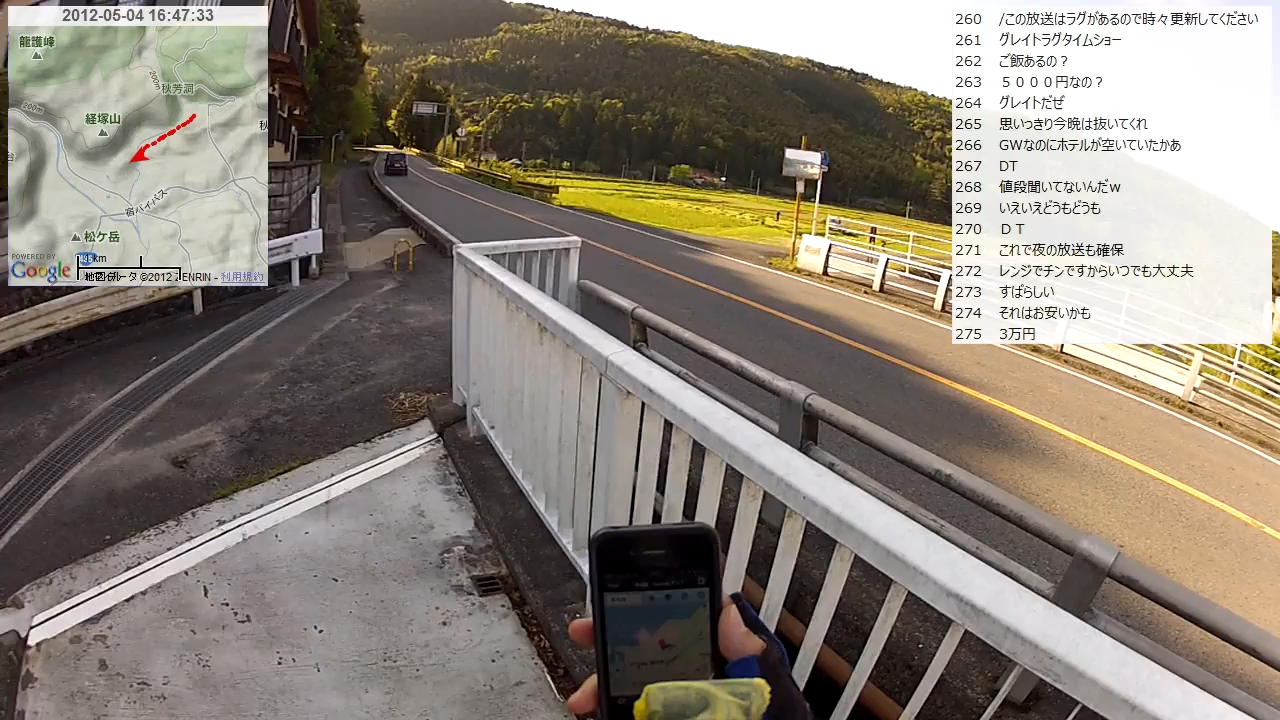 2012-05-04 16:47:33
龍護峰
200m
秋芳洞
200m
経塚山
秋
台
宿バイパス
松ケ岳
POWERED BY
Google
地図データ ©2012 ZENRIN - 利用規約
260 /この放送はラグがあるので時々更新してください
261 グレイトラグタイムショー
262 ご飯あるの？
263 ５０００円なの？
264 グレイトだぜ
265 思いっきり今晩は抜いてくれ
266 GWなのにホテルが空いていたかあ
267 DT
268 値段聞いてないんだw
269 いえいえどうもどうも
270 ＤＴ
271 これで夜の放送も確保
272 レンジでチンですからいつでも大丈夫
273 すばらしい
274 それはお安いかも
275 3万円